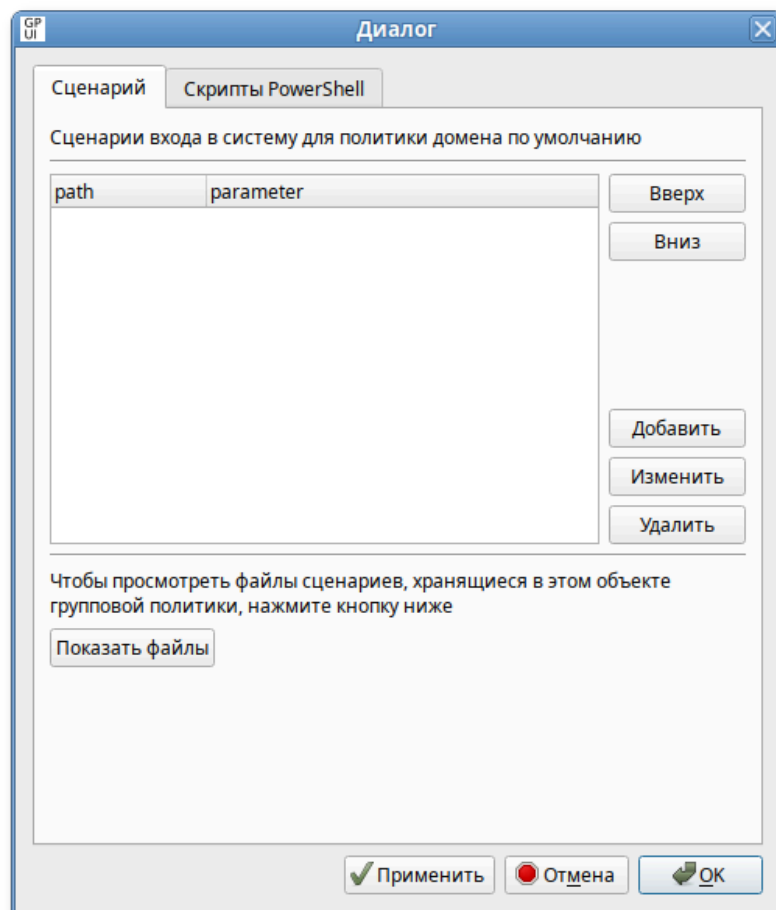 GP
UI
Диалог
Сценарий
Скрипты PowerShell
Сценарии входа в систему для политики домена по умолчанию
path
parameter
Вверх
Вниз
Добавить
Изменить
Удалить
Чтобы просмотреть файлы сценариев, хранящиеся в этом объекте
групповой политики, нажмите кнопку ниже
Показать файлы
Применить
Отмена
OK